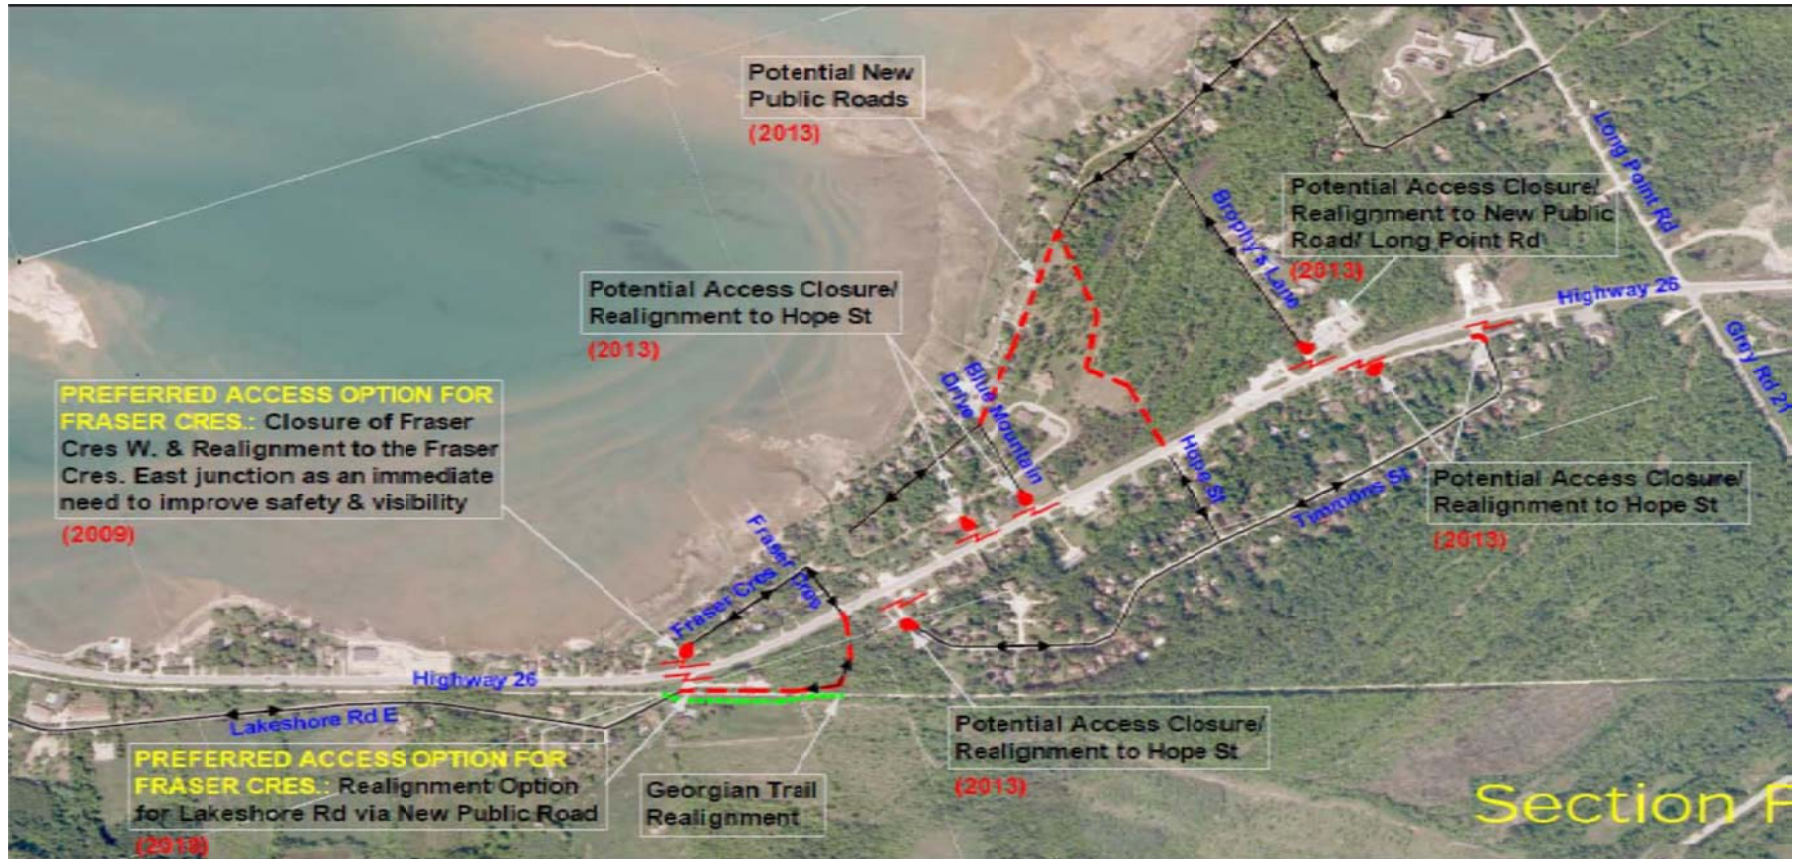 Potential New
Public Roads
(2013)
Long Point Rd
Potential Access Closure/
Realignment to New Public
Road/ Long Point Rd
(2013)
Brophy's Lane
Highway 26
Grey Rd 21
Potential Access Closure/
Realignment to Hope St
(2013)
Blue Mountain
Drive
PREFERRED ACCESS OPTION FOR
FRASER CRES.: Closure of Fraser
Cres W. & Realignment to the Fraser
Cres. East junction as an immediate
need to improve safety & visibility
(2009)
Hope St
Timmons St
Potential Access Closure/
Realignment to Hope St
(2013)
Fraser Cres
Fraser Cres
Highway 26
Lakeshore Rd E
PREFERRED ACCESS OPTION FOR
FRASER CRES.: Realignment Option
for Lakeshore Rd via New Public Road
Georgian Trail
Realignment
Potential Access Closure/
Realignment to Hope St
(2013)
Section